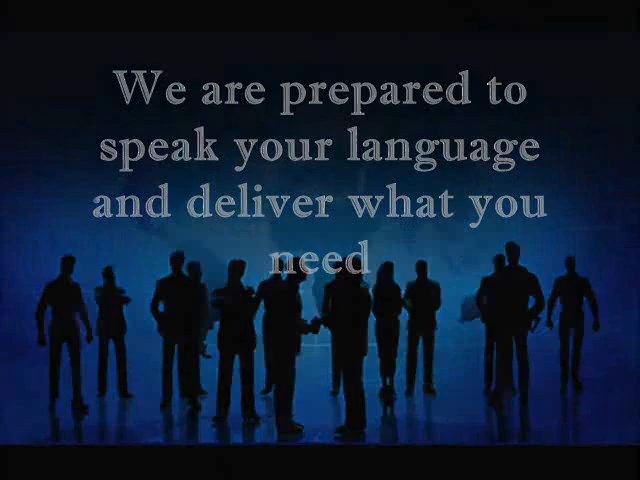 We are prepared to
speak your language
and deliver what you
need